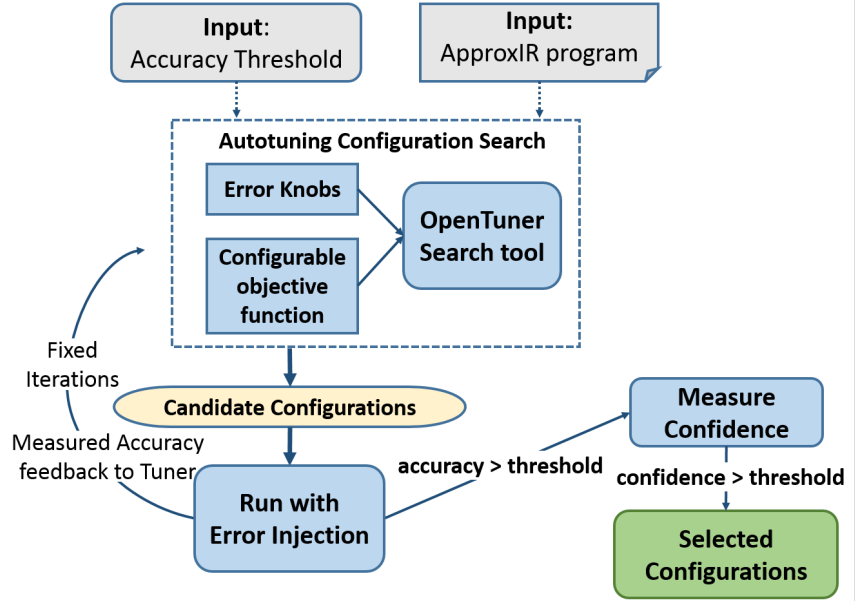 Input:
Accuracy Threshold
Input:
ApproxIR program
Autotuning Configuration Search
Error Knobs
OpenTuner
Search tool
Configurable
objective
function
Fixed
Iterations
Candidate Configurations
Measure
Confidence
Measured Accuracy
feedback to Tuner
accuracy > threshold
confidence > threshold
Run with
Error Injection
Selected
Configurations